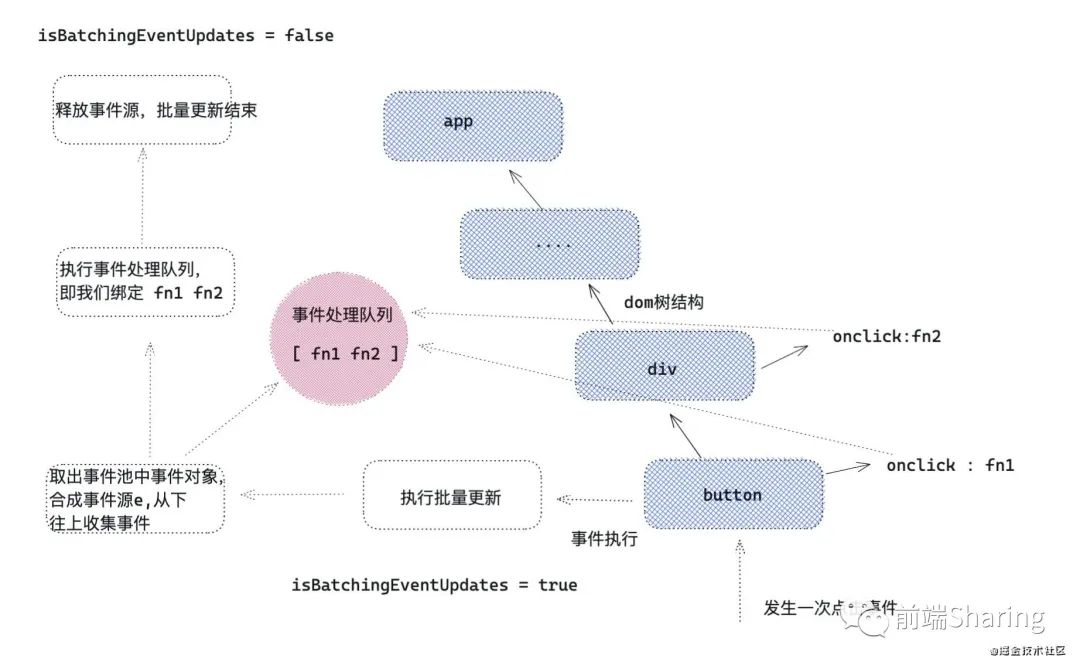 isBatchingEventUpdates = false
释放事件源，批量更新结束
app
....
执行事件处理队列，
即我们绑定 fn1 fn2
dom树结构
事件处理队列
[ fn1 fn2 ]
onclick:fn2
div
onclick : fn1
取出事件池中事件对象，
合成事件源e,从下
往上收集事件
执行批量更新
button
事件执行
isBatchingEventUpdates = true
发生一次点 事件
前端Sharing
@掘金技术社区